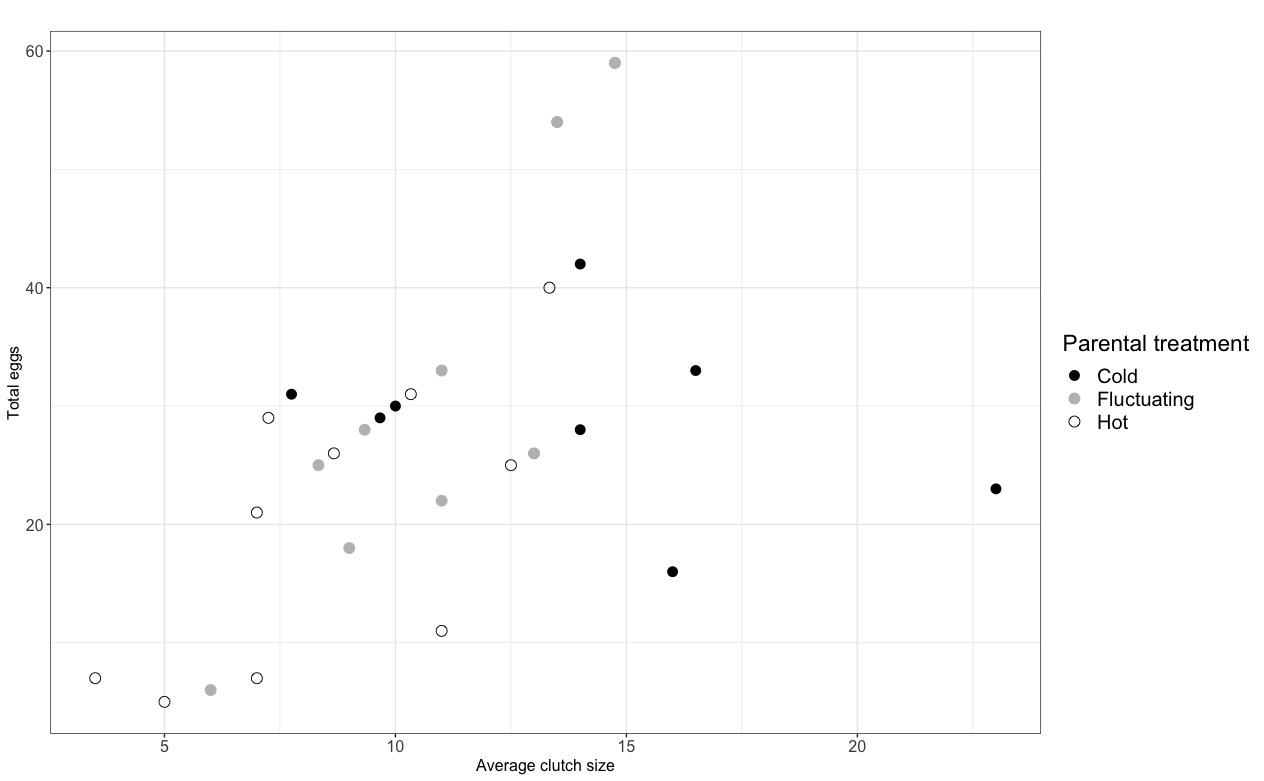 60
40
20
Total eggs
5 10 15 20
Average clutch size
Parental treatment
Cold
Fluctuating
Hot